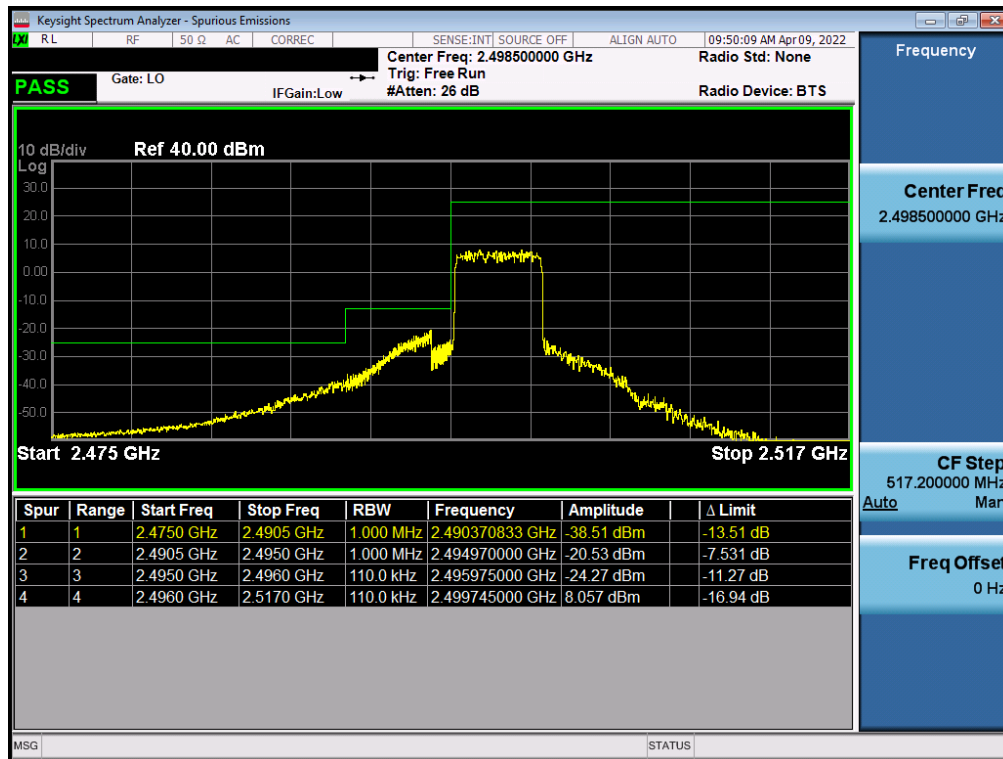 Keysight Spectrum Analyzer - Spurious Emissions
LXI RL RF 50 Ω AC CORREC SENSE:INT SOURCE OFF ALIGN AUTO 09:50:09 AM Apr 09, 2022
Center Freq: 2.498500000 GHz Radio Std: None
PASS Gate: LO Trig: Free Run
IFGain:Low #Atten: 26 dB Radio Device: BTS
10 dB/div Ref 40.00 dBm
Log
30.0
20.0
10.0
0.00
-10.0
-20.0
-30.0
-40.0
-50.0
Start 2.475 GHz Stop 2.517 GHz
Spur Range Start Freq Stop Freq RBW Frequency Amplitude Δ Limit
1 1 2.4750 GHz 2.4905 GHz 1.000 MHz 2.490370833 GHz -38.51 dBm -13.51 dB
2 2 2.4905 GHz 2.4950 GHz 1.000 MHz 2.494970000 GHz -20.53 dBm -7.531 dB
3 3 2.4950 GHz 2.4960 GHz 110.0 kHz 2.495975000 GHz -24.27 dBm -11.27 dB
4 4 2.4960 GHz 2.5170 GHz 110.0 kHz 2.499745000 GHz 8.057 dBm -16.94 dB
MSG STATUS
Frequency
Center Freq
2.498500000 GHz
CF Step
517.200000 MHz
Auto Man
Freq Offset
0 Hz